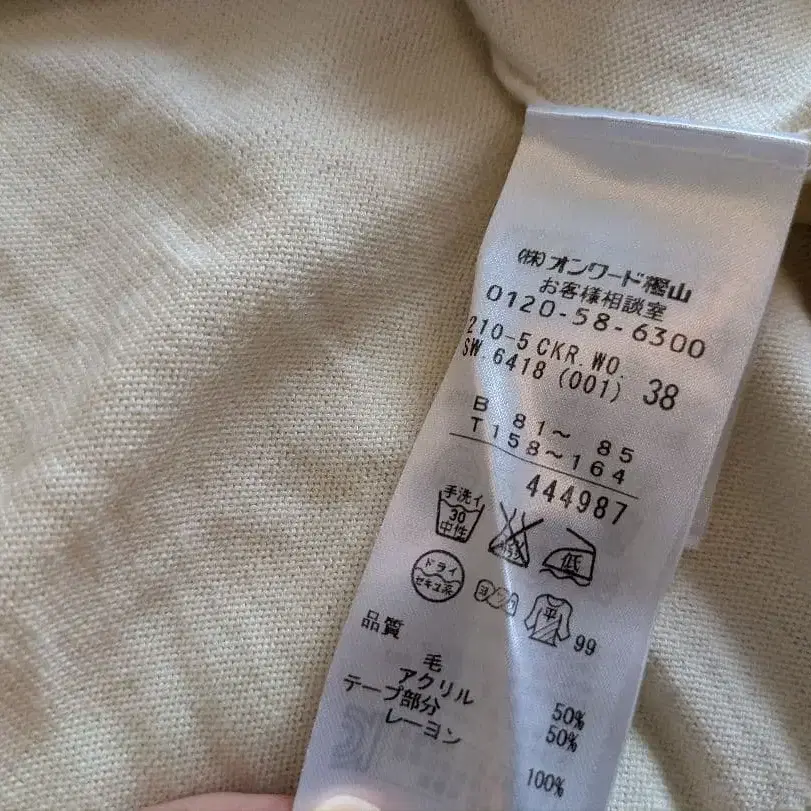 (株)オンワード樫山
お客様相談室
0120-58-6300
210-5 CKR.WO.
SW.6418 (001) 38
B 81〜 85
T 158〜164
444987
手洗イ
30
中性
低
ドライ
セキユ系
平
99
品質
毛 50%
アクリル 50%
テープ部分
レーヨン 100%